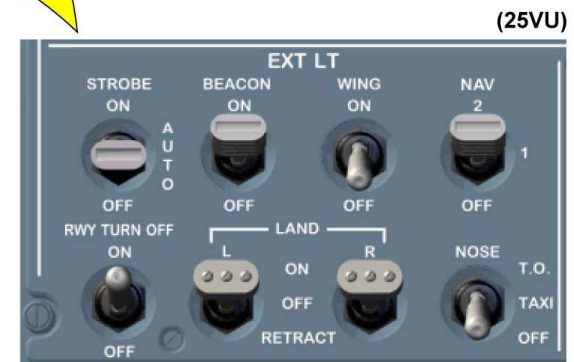 (25VU)
EXT LT
STROBE BEACON WING NAV
ON ON ON 2
AUTO
1
OFF OFF OFF OFF
RWY TURN OFF LAND
ON L R NOSE
ON T.O.
OFF TAXI
RETRACT OFF
OFF